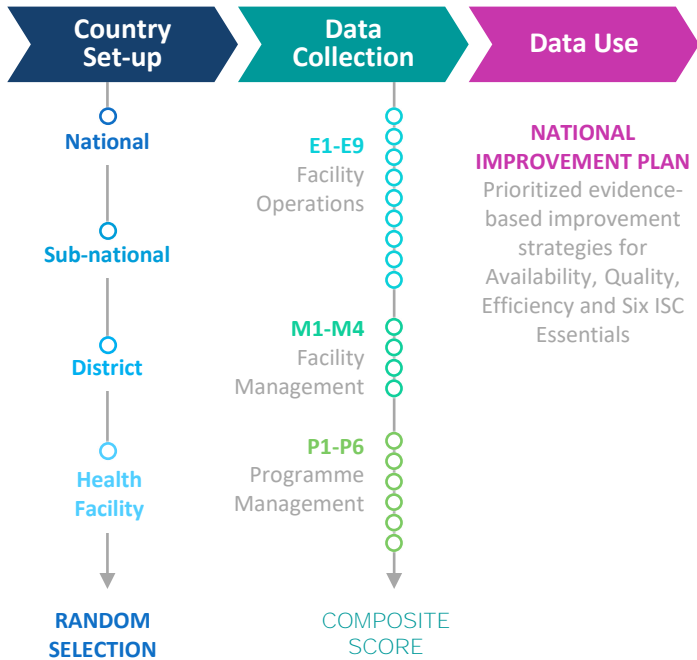 Country
Set-up
National
Sub-national
District
Health
Facility
RANDOM
SELECTION
Data
Collection
E1-E9
Facility
Operations
M1-M4
Facility
Management
P1-P6
Programme
Management
COMPOSITE
SCORE
Data Use
NATIONAL
IMPROVEMENT PLAN
Prioritized evidence-
based improvement
strategies for
Availability, Quality,
Efficiency and Six ISC
Essentials